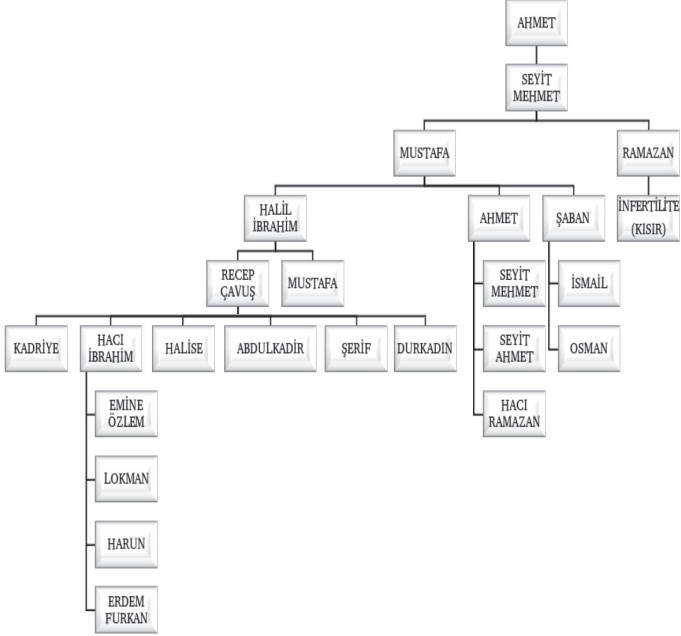 AHMET
SEYİT
MEHMET
MUSTAFA
RAMAZAN
HALİL
İBRAHİM
AHMET
ŞABAN
İNFERTİLİTE
(KISIR)
RECEP
ÇAVUŞ
MUSTAFA
SEYİT
MEHMET
İSMAİL
KADRİYE
HACI
İBRAHİM
HALİSE
ABDULKADİR
ŞERİF
DURKADIN
SEYİT
AHMET
OSMAN
EMİNE
ÖZLEM
HACI
RAMAZAN
LOKMAN
HARUN
ERDEM
FURKAN